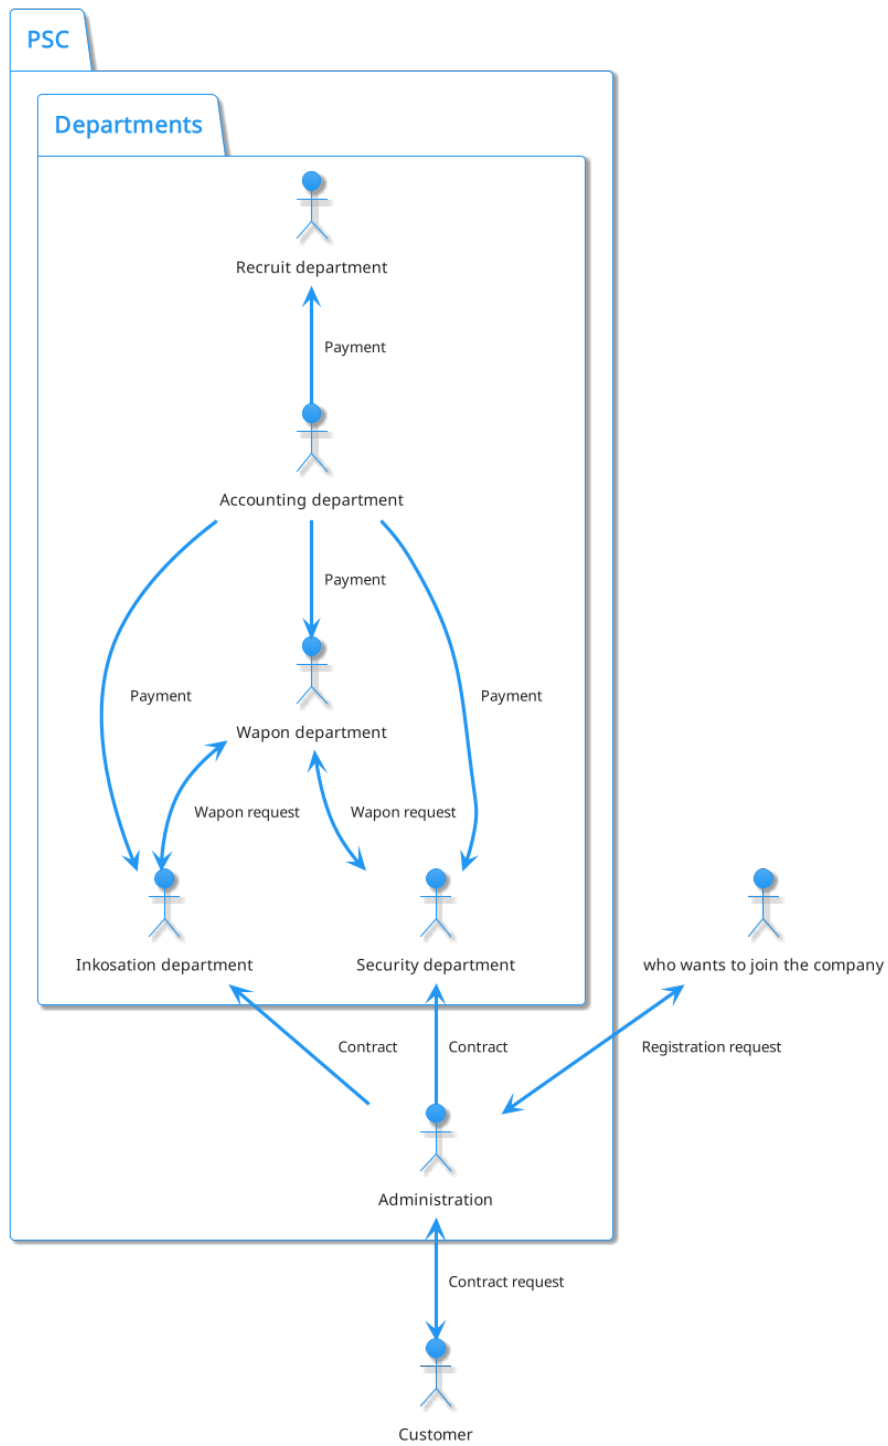 PSC
Departments
Recruit department
Payment
Accounting department
Payment
Payment
Payment
Wapon department
Wapon request
Wapon request
Inkosation department
Security department
who wants to join the company
Contract
Contract
Registration request
Administration
Contract request
Customer